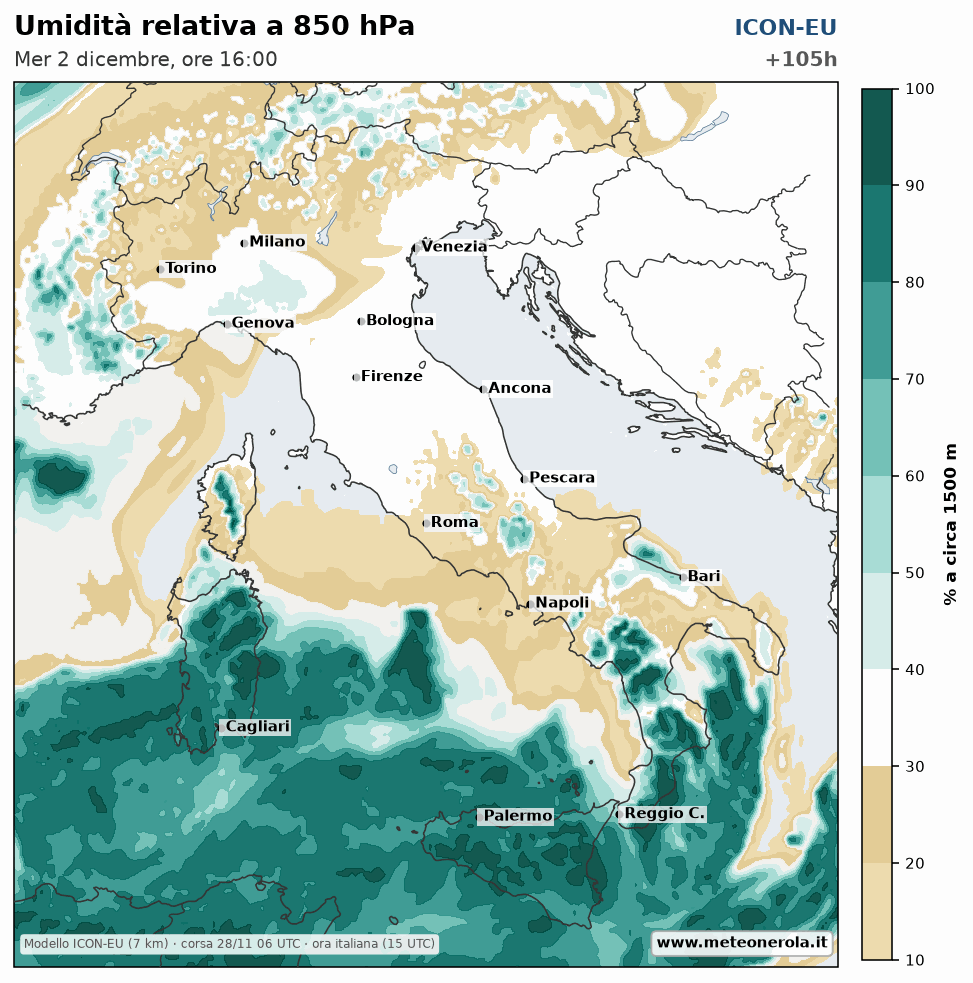 Umidità relativa a 850 hPa
ICON-EU
Mer 2 dicembre, ore 16:00
+105h
100
90
80
70
60
50
40
30
20
10
% a circa 1500 m
Milano
Venezia
Torino
Genova
Bologna
Firenze
Ancona
Pescara
Roma
Bari
Napoli
Cagliari
Palermo
Reggio C.
Modello ICON-EU (7 km) · corsa 28/11 06 UTC · ora italiana (15 UTC)
www.meteonerola.it